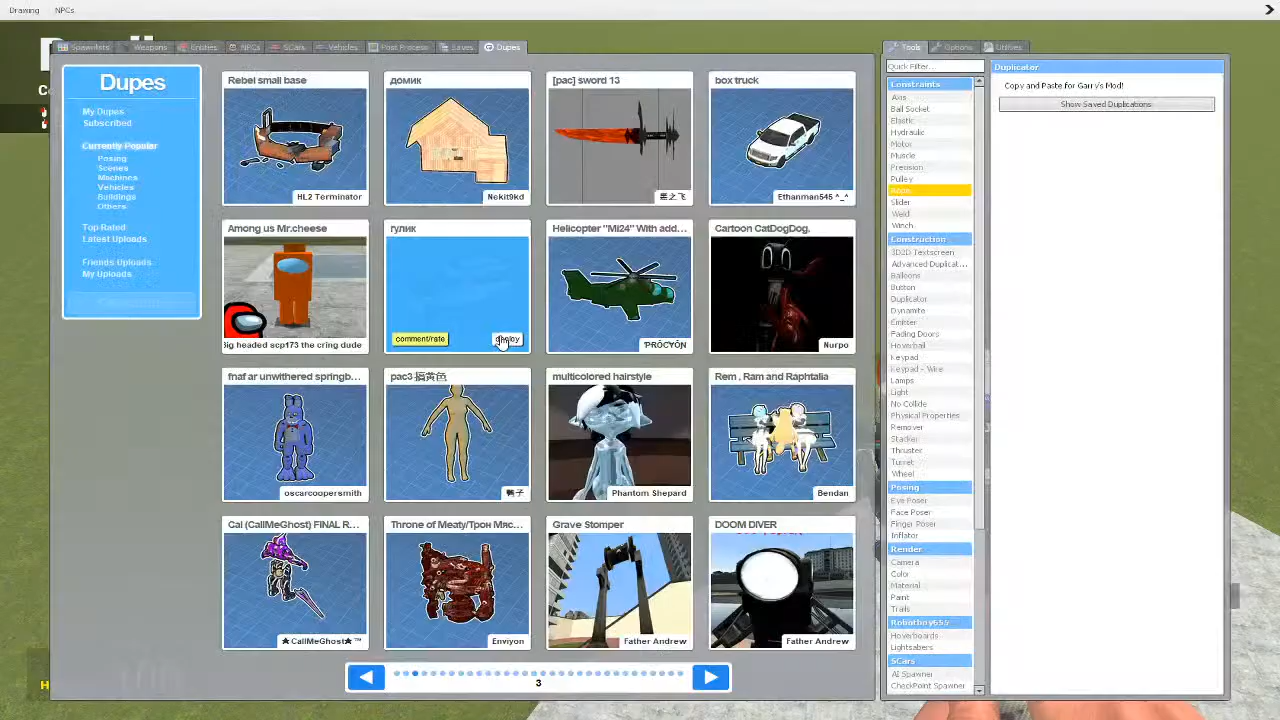 Drawing NPCs
Spawnlists Weapons Entities NPCs SCars Vehicles Post Process Saves Dupes
Dupes
My Dupes
Subscribed
Currently Popular
Posing
Scenes
Machines
Vehicles
Buildings
Others
Top Rated
Latest Uploads
Friends Uploads
My Uploads
Rebel small base
HL2 Terminator
домик
Nekit9kd
[pac] sword 13
box truck
Ethanman545 ^_^
Among us Mr.cheese
Big headed scp173 the cring dude
гулик
comment/rate
Helicopter "Mi24" With add...
Cartoon CatDogDog.
Nurpo
fnaf ar unwithered springb...
oscarcoopersmith
鸭子
multicolored hairstyle
Phantom Shepard
Rem , Ram and Raphtalia
Bendan
Cal (CallMeGhost) FINAL R...
★CallMeGhost★™
Throne of Meaty/Трон Мяс...
Enviyon
Grave Stomper
Father Andrew
DOOM DIVER
Father Andrew
3
Tools Options Utilities
Quick Filter...
Constraints
Axis
Ball Socket
Elastic
Hydraulic
Motor
Muscle
Precision
Pulley
Rope
Slider
Weld
Winch
Construction
3D2D Textscreen
Advanced Duplicat...
Balloons
Button
Duplicator
Dynamite
Emitter
Fading Doors
Hoverball
Keypad
Keypad - Wire
Lamps
Light
No Collide
Physical Properties
Remover
Stacker
Thruster
Turret
Wheel
Posing
Eye Poser
Face Poser
Finger Poser
Inflator
Render
Camera
Color
Material
Paint
Trails
Robotboy655
Hoverboards
Lightsabers
SCars
AI Spawner
CheckPoint Spawner
Duplicator
Copy and Paste for Garry's Mod!
Show Saved Duplications